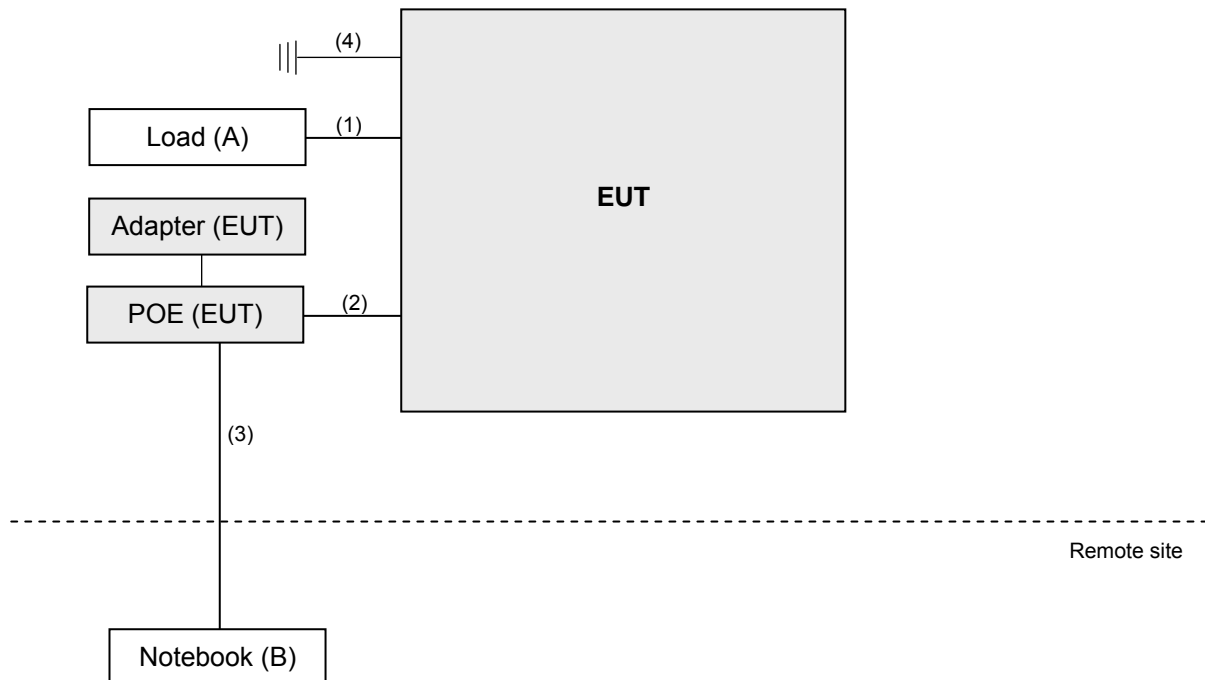 (4)
Load (A)
(1)
EUT
Adapter (EUT)
POE (EUT)
(2)
(3)
Remote site
Notebook (B)